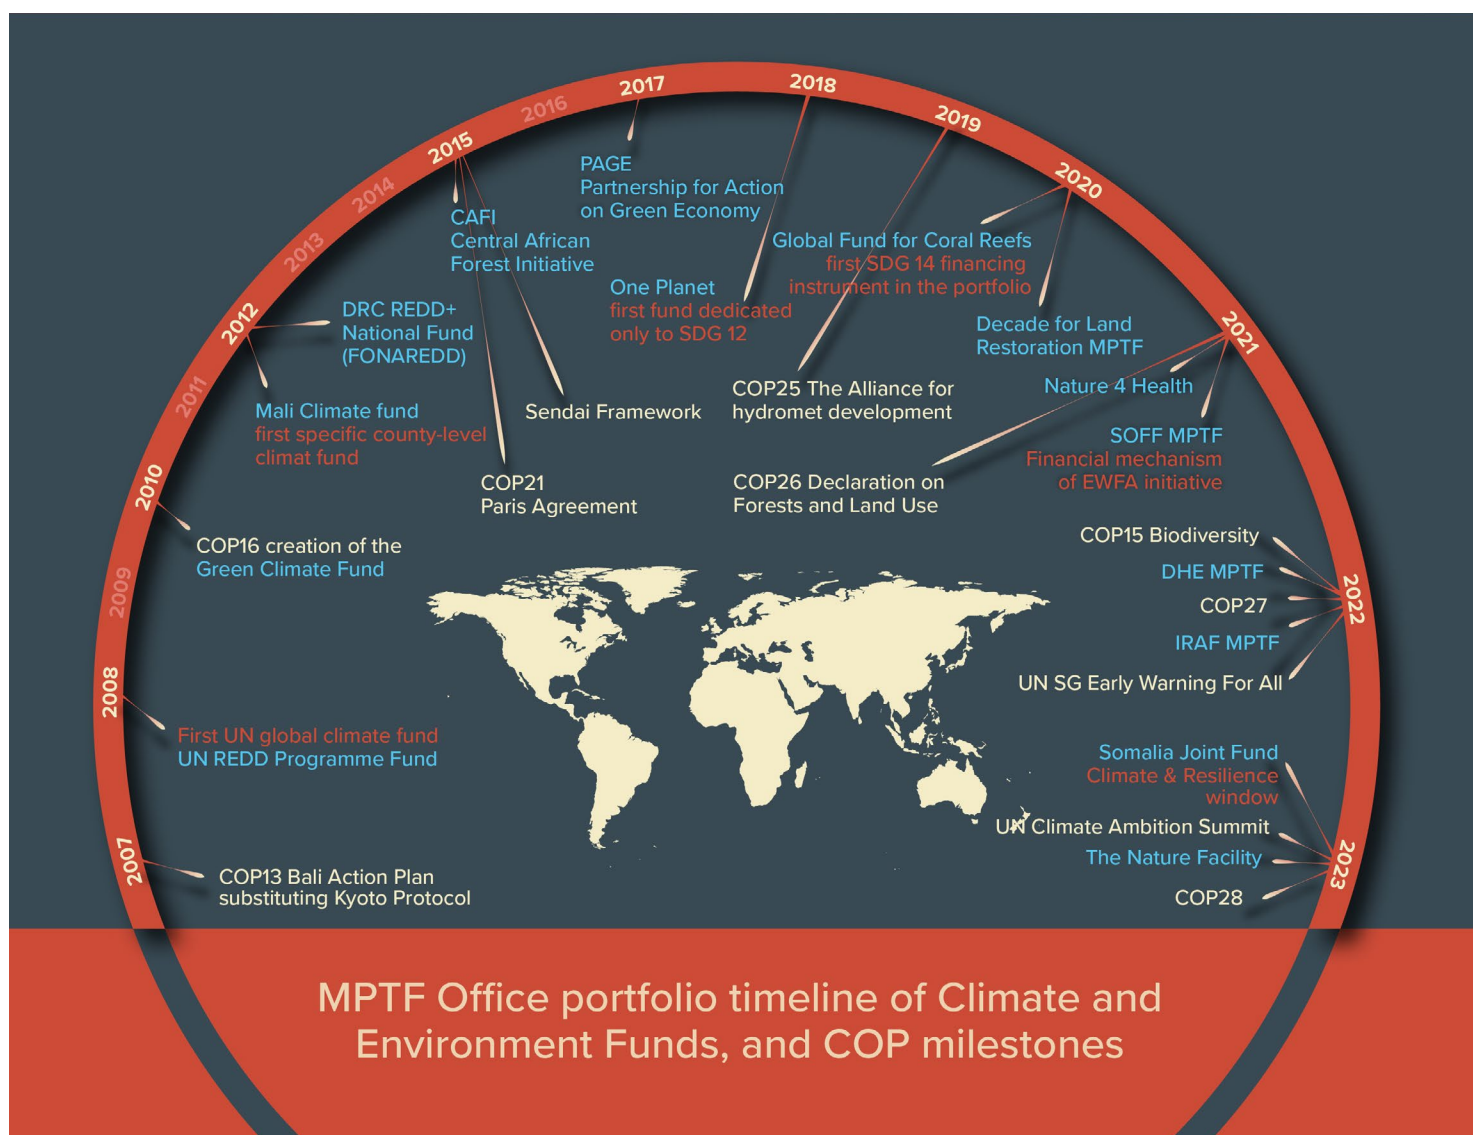 2007
COP13 Bali Action Plan
substituting Kyoto Protocol
2008
First UN global climate fund
UN REDD Programme Fund
2009
2010
COP16 creation of the
Green Climate Fund
2011
2012
DRC REDD+
National Fund
(FONAREDD)
Mali Climate fund
first specific county-level
climat fund
2013
2014
2015
CAFI
Central African
Forest Initiative
COP21
Paris Agreement
Sendai Framework
2016
2017
PAGE
Partnership for Action
on Green Economy
2018
One Planet
first fund dedicated
only to SDG 12
2019
COP25 The Alliance for
hydromet development
2020
Global Fund for Coral Reefs
first SDG 14 financing
instrument in the portfolio
Decade for Land
Restoration MPTF
2021
Nature 4 Health
SOFF MPTF
Financial mechanism
of EWFA initiative
COP26 Declaration on
Forests and Land Use
2022
COP15 Biodiversity
DHE MPTF
COP27
IRAF MPTF
UN SG Early Warning For All
2023
Somalia Joint Fund
Climate & Resilience
window
UN Climate Ambition Summit
The Nature Facility
COP28
MPTF Office portfolio timeline of Climate and
Environment Funds, and COP milestones